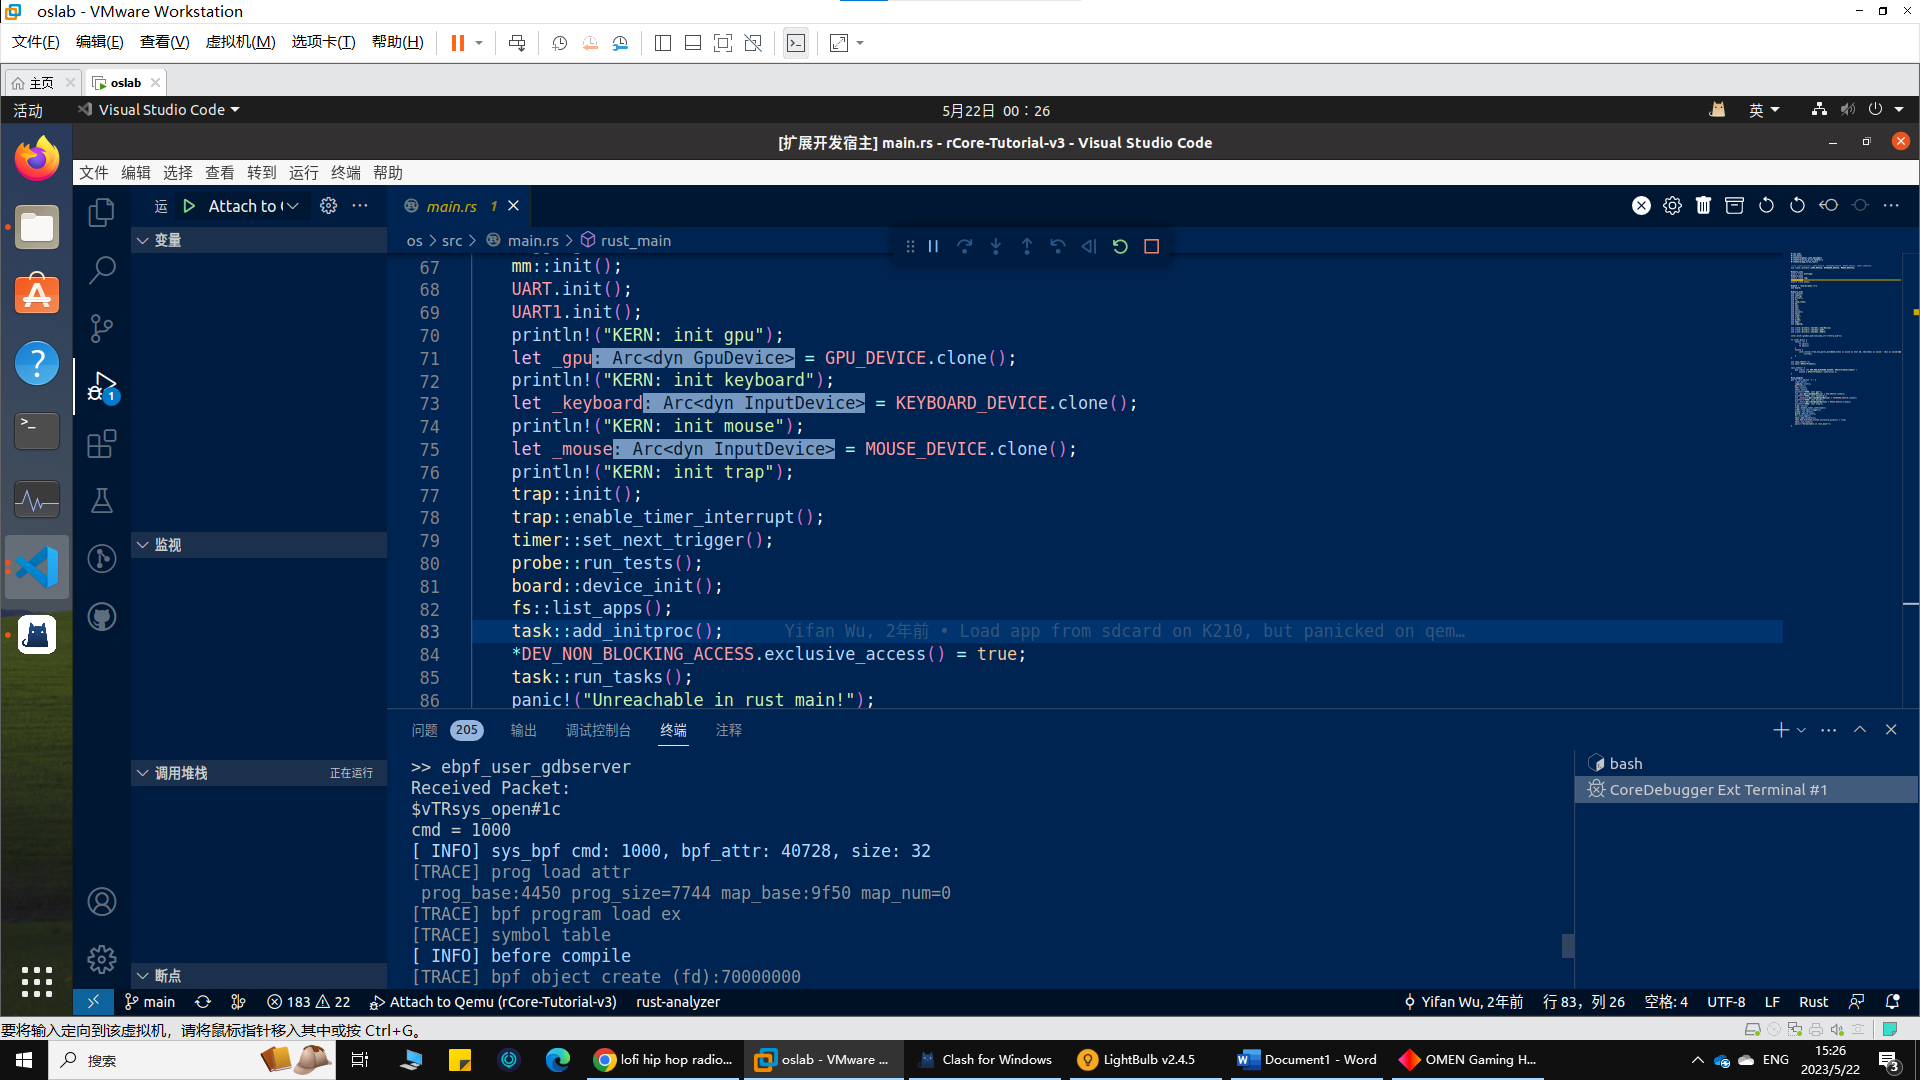 oslab - VMware Workstation
文件(F) 编辑(E) 查看(V) 虚拟机(M) 选项卡(T) 帮助(H)
主页 oslab
活动 Visual Studio Code 5月22日 00：26 英
[扩展开发宿主] main.rs - rCore-Tutorial-v3 - Visual Studio Code
文件 编辑 选择 查看 转到 运行 终端 帮助
运 Attach to ( main.rs 1
变量
os > src > main.rs > rust_main
67 mm::init();
68 UART.init();
69 UART1.init();
70 println!("KERN: init gpu");
71 let _gpu: Arc<dyn GpuDevice> = GPU_DEVICE.clone();
72 println!("KERN: init keyboard");
73 let _keyboard: Arc<dyn InputDevice> = KEYBOARD_DEVICE.clone();
74 println!("KERN: init mouse");
75 let _mouse: Arc<dyn InputDevice> = MOUSE_DEVICE.clone();
76 println!("KERN: init trap");
77 trap::init();
78 trap::enable_timer_interrupt();
79 timer::set_next_trigger();
80 probe::run_tests();
81 board::device_init();
82 fs::list_apps();
83 task::add_initproc(); Yifan Wu, 2年前 • Load app from sdcard on K210, but panicked on qem…
84 *DEV_NON_BLOCKING_ACCESS.exclusive_access() = true;
85 task::run_tasks();
86 panic!("Unreachable in rust_main!");
1
监视
调用堆栈 正在运行
断点
问题 205 输出 调试控制台 终端 注释
>> ebpf_user_gdbserver
Received Packet:
$vTRsys_open#1c
cmd = 1000
[ INFO] sys_bpf cmd: 1000, bpf_attr: 40728, size: 32
[TRACE] prog load attr
prog_base:4450 prog_size=7744 map_base:9f50 map_num=0
[TRACE] bpf program load ex
[TRACE] symbol table
[ INFO] before compile
[TRACE] bpf object create (fd):70000000
bash
CoreDebugger Ext Terminal #1
main 183 22 Attach to Qemu (rCore-Tutorial-v3) rust-analyzer Yifan Wu, 2年前 行 83，列 26 空格: 4 UTF-8 LF Rust
要将输入定向到该虚拟机，请将鼠标指针移入其中或按 Ctrl+G。
搜索 lofi hip hop radio... oslab - VMware ... Clash for Windows LightBulb v2.4.5 Document1 - Word OMEN Gaming H... ENG 15:26
2023/5/22 3